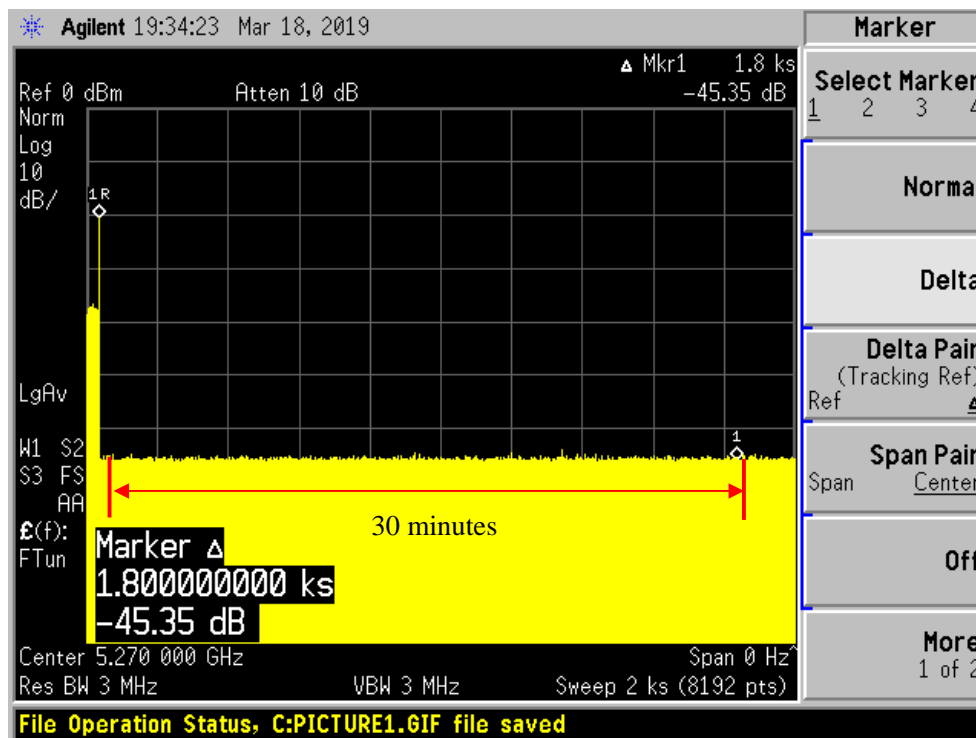 Agilent 19:34:23 Mar 18, 2019
Δ Mkr1 1.8 ks
Ref 0 dBm Atten 10 dB -45.35 dB
Norm
Log
10
dB/
1R
LgAv
1
W1 S2
S3 FS
AA
£(f):
FTun
30 minutes
Marker Δ
1.800000000 ks
-45.35 dB
Center 5.270 000 GHz Span 0 Hz^
Res BW 3 MHz VBW 3 MHz Sweep 2 ks (8192 pts)
File Operation Status, C:PICTURE1.GIF file saved
Marker
Select Marker
1 2 3 4
Norma
Delta
Delta Pair
(Tracking Ref)
Ref Δ
Span Pair
Span Center
Off
More
1 of 2